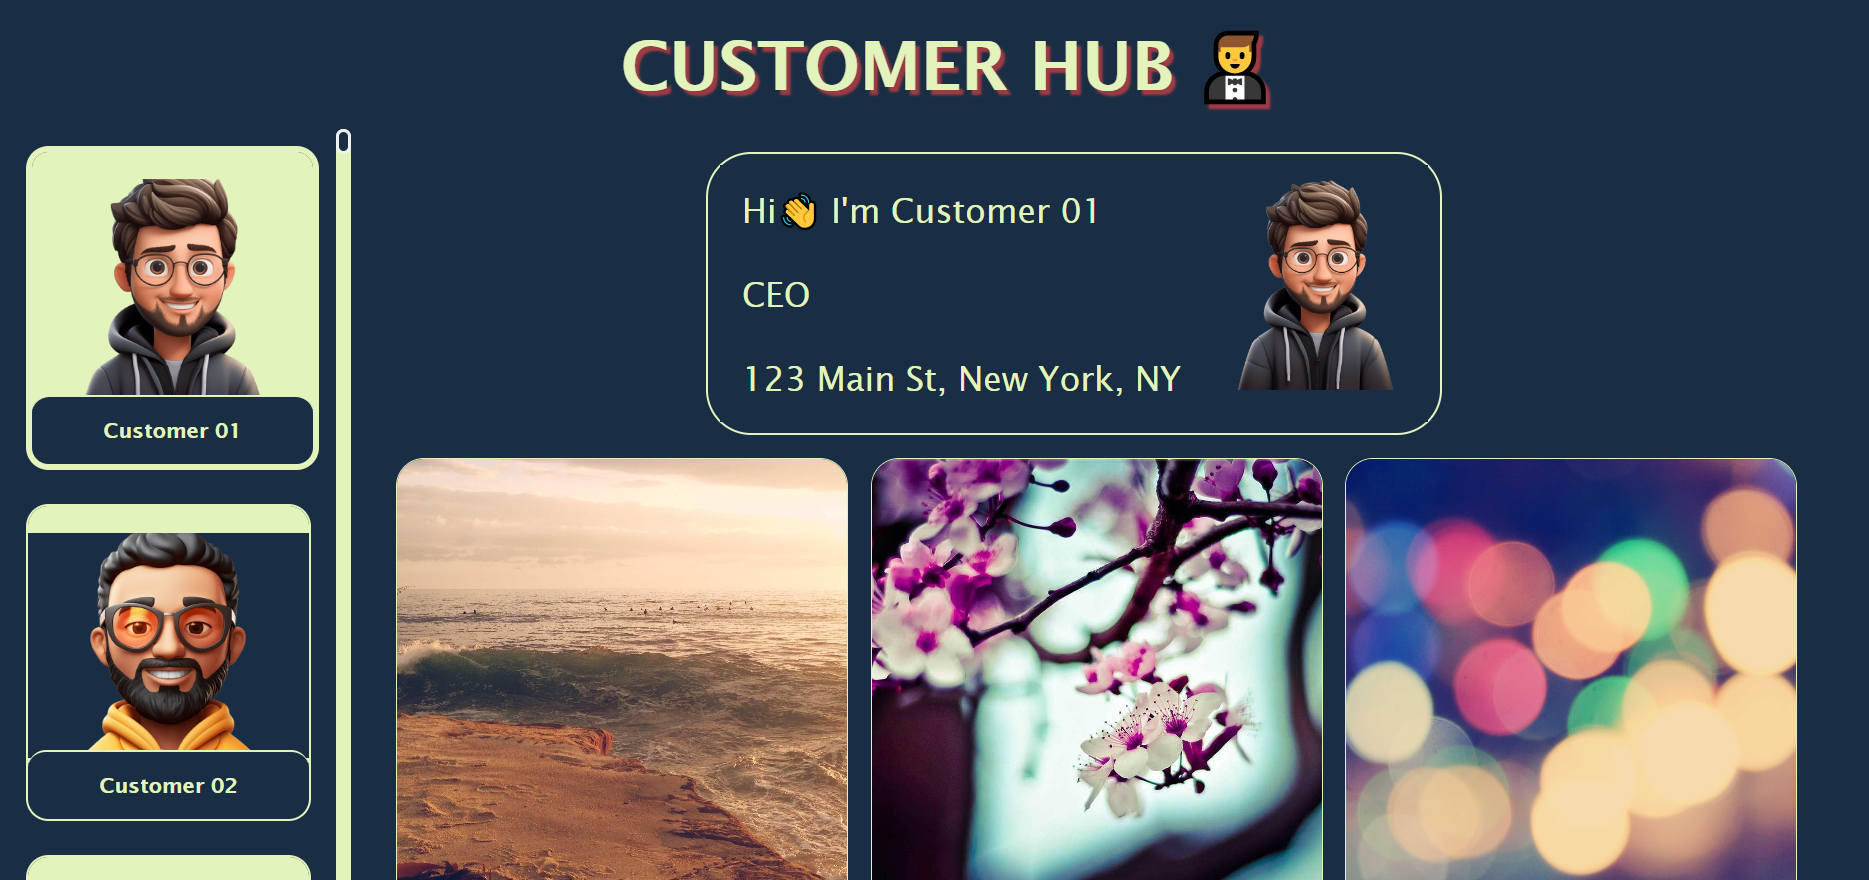 CUSTOMER HUB 🤵
Customer 01
Customer 02
Hi👋 I'm Customer 01
CEO
123 Main St, New York, NY